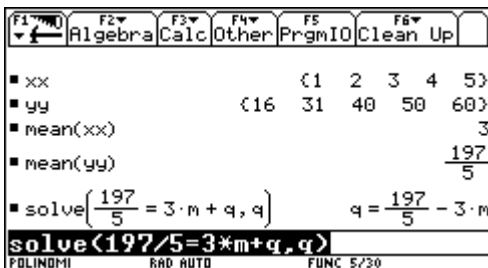 F1 F2 F3 F4 F5 F6
Algebra Calc Other PrgmIO Clean Up
▪ xx {1 2 3 4 5}
▪ yy {16 31 40 50 60}
▪ mean(xx) 3
▪ mean(yy) 197/5
▪ solve(197/5 = 3·m + q, q) q = 197/5 - 3·m
solve(197/5=3*m+q,q)
POLINOMI RAD AUTO FUNC 5/30